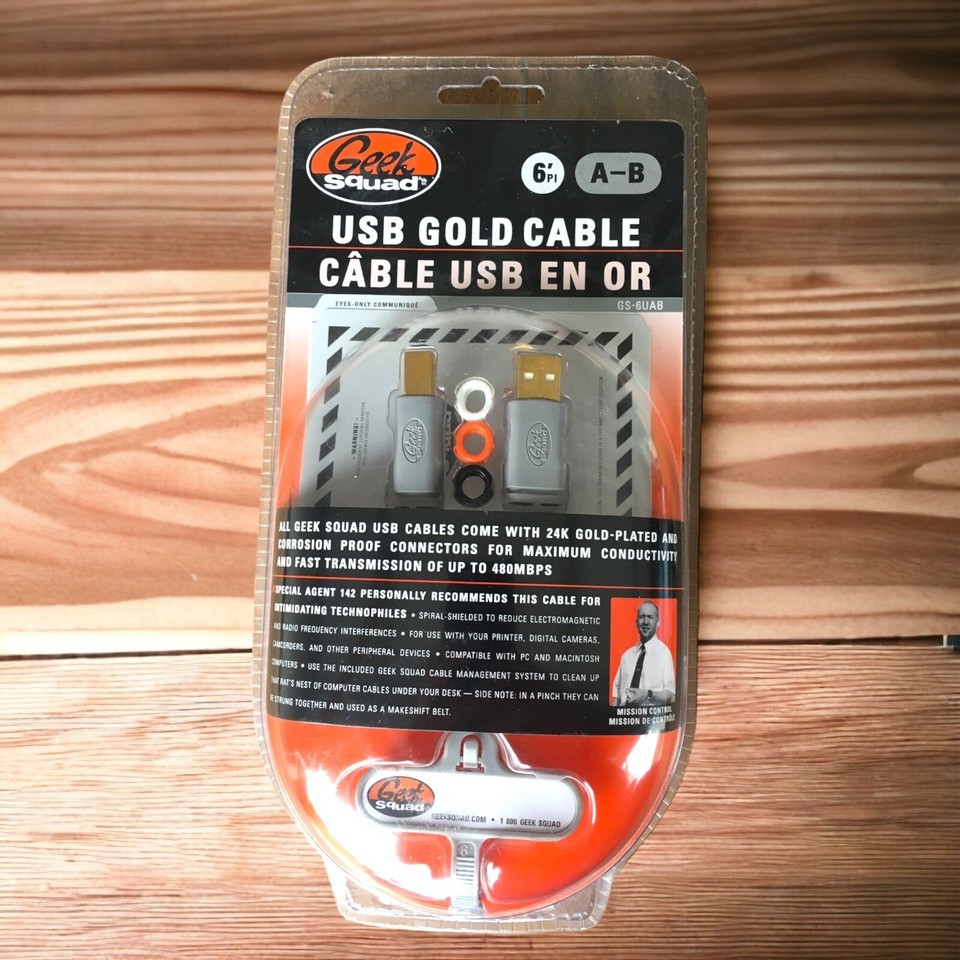 Geek
Squad
6' PI
A–B
USB GOLD CABLE
CÂBLE USB EN OR
EYES-ONLY COMMUNIQUÉ
GS-6UAB
- WARNING! -
Geek
Squad
Geek
Squad
ALL GEEK SQUAD USB CABLES COME WITH 24K GOLD-PLATED AND
CORROSION PROOF CONNECTORS FOR MAXIMUM CONDUCTIVITY
AND FAST TRANSMISSION OF UP TO 480MBPS
SPECIAL AGENT 142 PERSONALLY RECOMMENDS THIS CABLE FOR
INTIMIDATING TECHNOPHILES • SPIRAL-SHIELDED TO REDUCE ELECTROMAGNETIC
AND RADIO FREQUENCY INTERFERENCES • FOR USE WITH YOUR PRINTER, DIGITAL CAMERAS,
CAMCORDERS, AND OTHER PERIPHERAL DEVICES • COMPATIBLE WITH PC AND MACINTOSH
COMPUTERS • USE THE INCLUDED GEEK SQUAD CABLE MANAGEMENT SYSTEM TO CLEAN UP
THAT RAT'S NEST OF COMPUTER CABLES UNDER YOUR DESK — SIDE NOTE: IN A PINCH THEY CAN
BE STRUNG TOGETHER AND USED AS A MAKESHIFT BELT.
MISSION CONTROL
MISSION DE CONTRÔLE
Geek
Squad
GEEKSQUAD.COM • 1 800 GEEK SQUAD
6